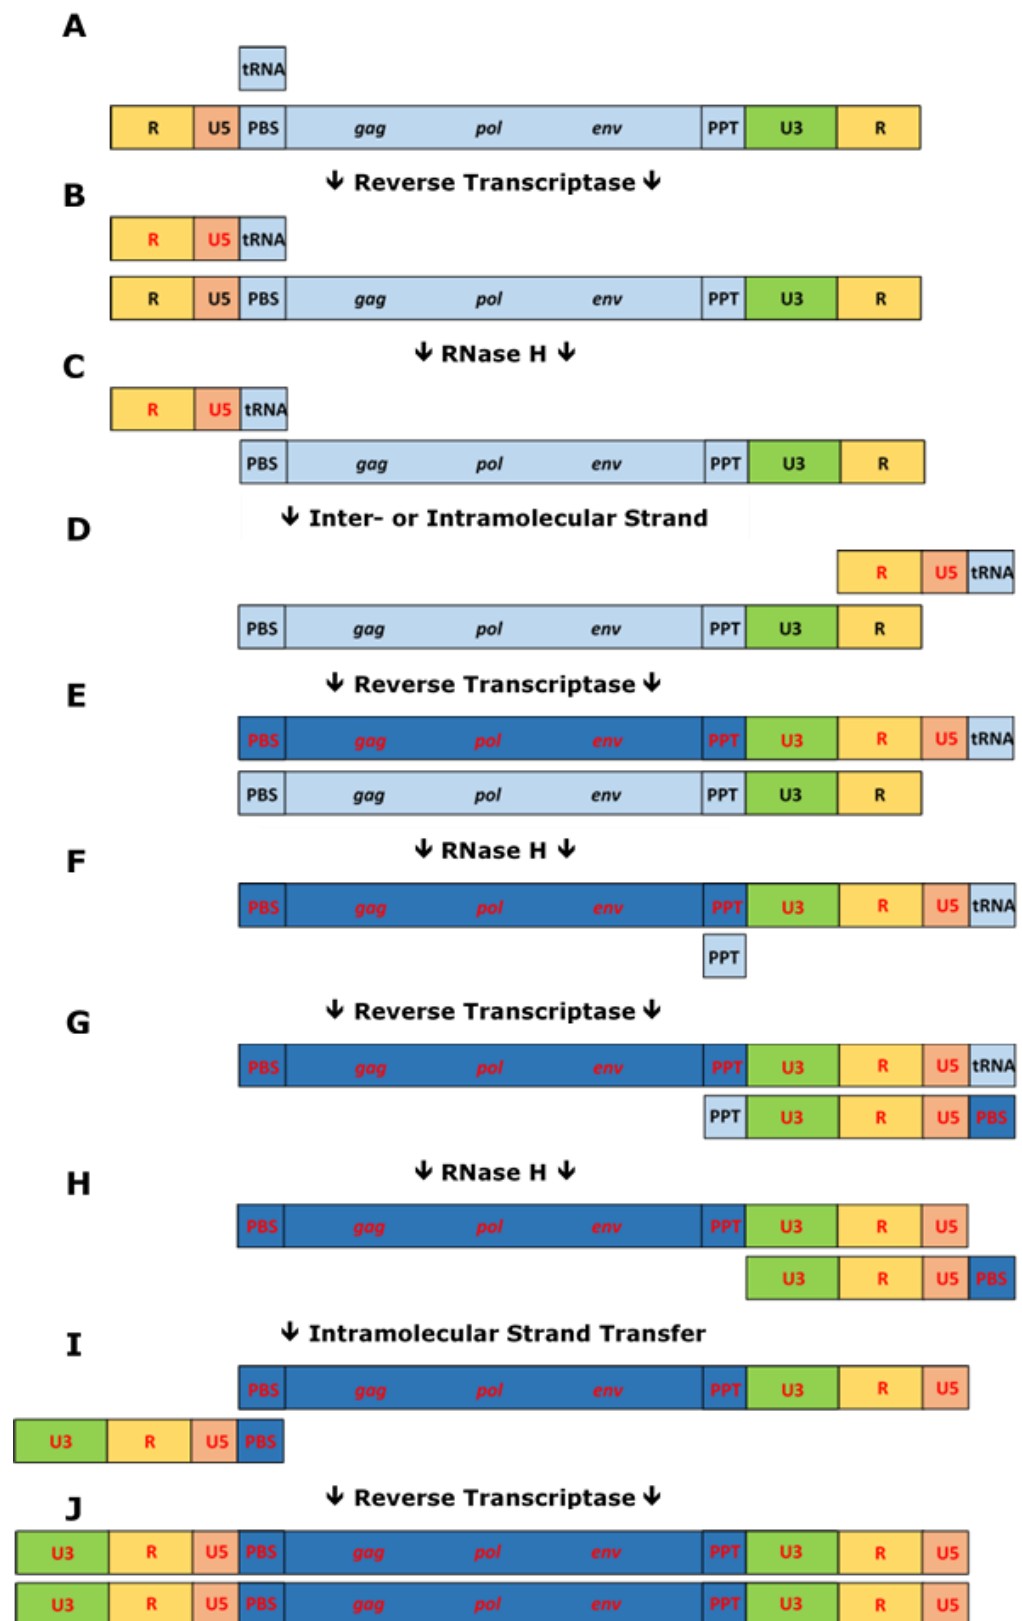 A
tRNA
R U5 PBS gag pol env PPT U3 R
↓ Reverse Transcriptase ↓
B
R U5 tRNA
R U5 PBS gag pol env PPT U3 R
↓ RNase H ↓
C
R U5 tRNA
PBS gag pol env PPT U3 R
↓ Inter- or Intramolecular Strand
D
R U5 tRNA
PBS gag pol env PPT U3 R
↓ Reverse Transcriptase ↓
E
PBS gag pol env PPT U3 R U5 tRNA
PBS gag pol env PPT U3 R
↓ RNase H ↓
F
PBS gag pol env PPT U3 R U5 tRNA
PPT
↓ Reverse Transcriptase ↓
G
PBS gag pol env PPT U3 R U5 tRNA
PPT U3 R U5 PBS
↓ RNase H ↓
H
PBS gag pol env PPT U3 R U5
U3 R U5 PBS
↓ Intramolecular Strand Transfer
I
PBS gag pol env PPT U3 R U5
U3 R U5 PBS
↓ Reverse Transcriptase ↓
J
U3 R U5 PBS gag pol env PPT U3 R U5
U3 R U5 PBS gag pol env PPT U3 R U5